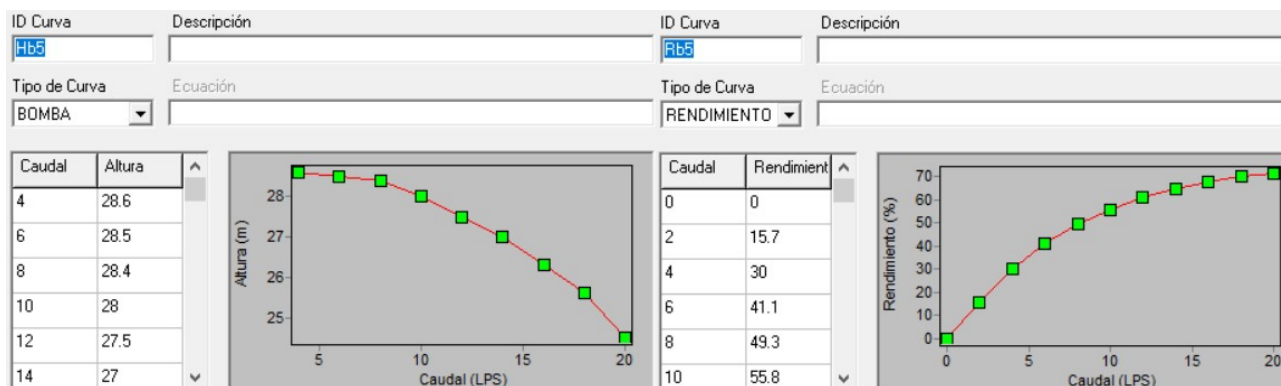 ID Curva Descripción ID Curva Descripción
Hb5 Rb5
Tipo de Curva Ecuación Tipo de Curva Ecuación
BOMBA RENDIMIENTO
Caudal Altura
4 28.6
6 28.5
8 28.4
10 28
12 27.5
14 27
Altura (m)
28
27
26
25
5 10 15 20
Caudal (LPS)
Caudal Rendimient
0 0
2 15.7
4 30
6 41.1
8 49.3
10 55.8
Rendimiento (%)
70
60
50
40
30
20
10
0
0 5 10 15 20
Caudal (LPS)